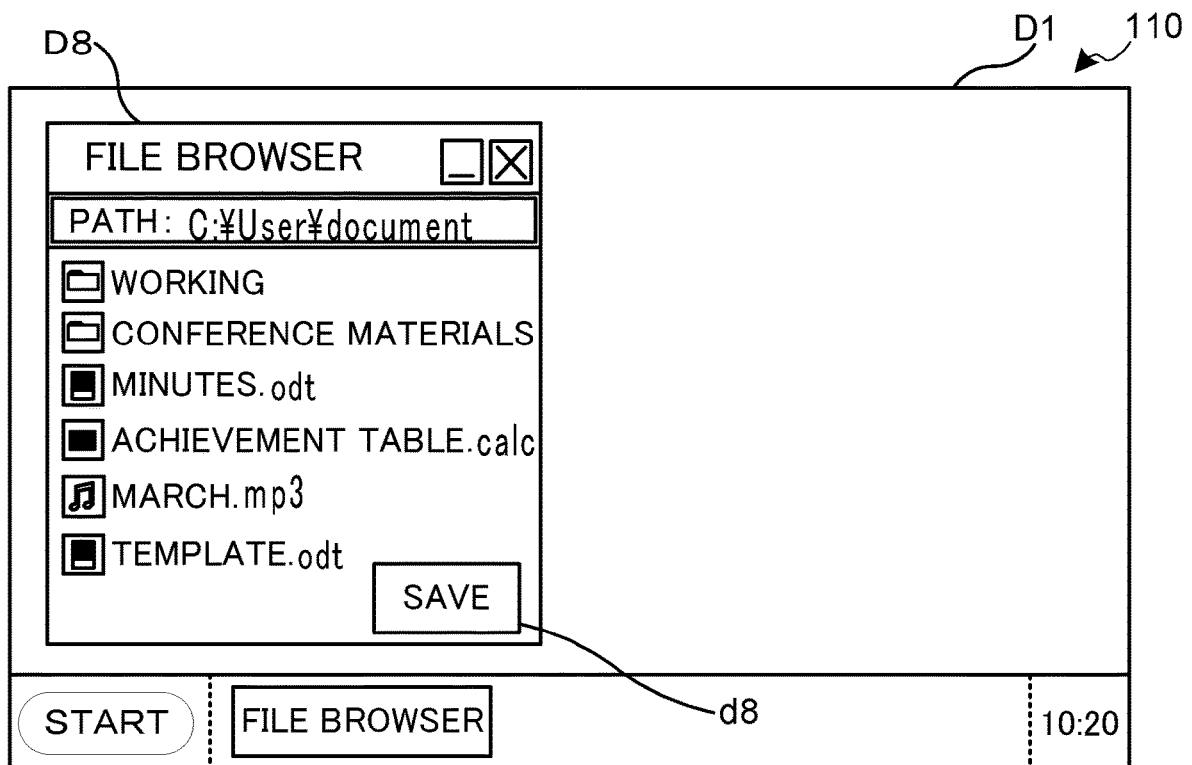 D8
D1
110
FILE BROWSER
PATH: C:¥User¥document
WORKING
CONFERENCE MATERIALS
MINUTES.odt
ACHIEVEMENT TABLE.calc
MARCH.mp3
TEMPLATE.odt
SAVE
d8
START
FILE BROWSER
10:20